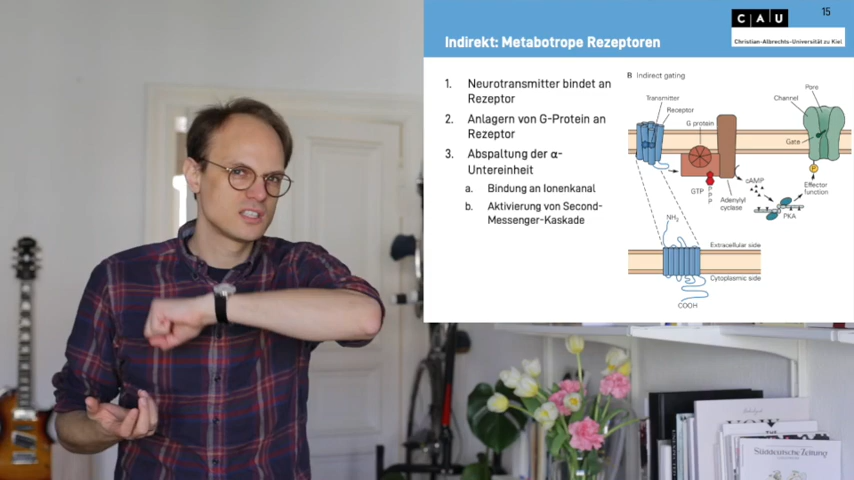 15
C A U
Christian-Albrechts-Universität zu Kiel
Indirekt: Metabotrope Rezeptoren
1. Neurotransmitter bindet an
Rezeptor
2. Anlagern von G-Protein an
Rezeptor
3. Abspaltung der α-
Untereinheit
a. Bindung an Ionenkanal
b. Aktivierung von Second-
Messenger-Kaskade
B Indirect gating
Transmitter
Receptor
G protein
GTP
P
P
P
Adenylyl
cyclase
cAMP
PKA
Effector
function
P
Channel
Pore
Gate
NH2
Extracellular side
Cytoplasmic side
COOH
Süddeutsche Zeitung